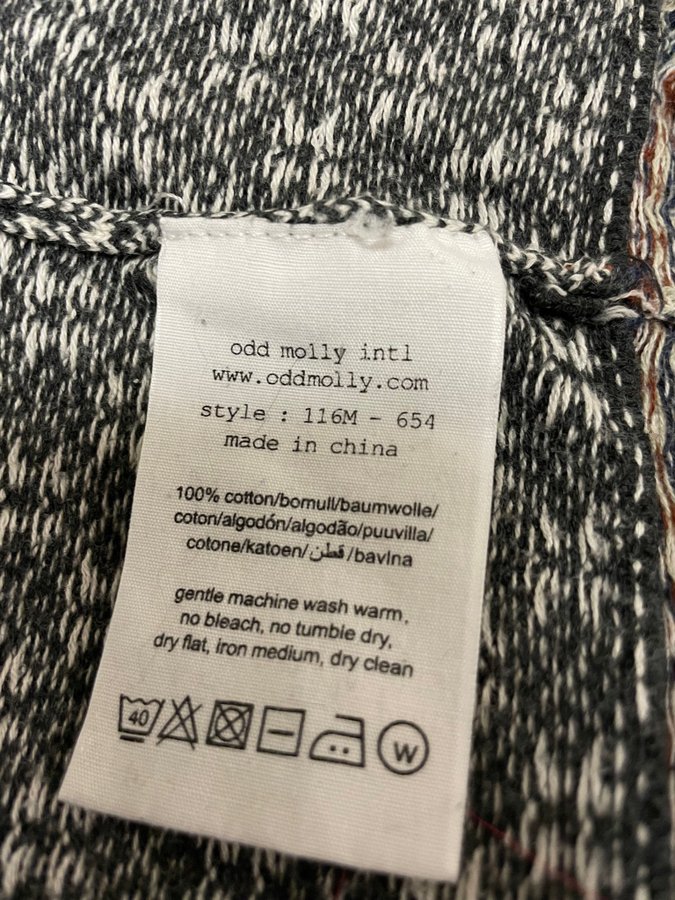 odd molly intl
www.oddmolly.com
style : 116M - 654
made in china
100% cotton/bomull/baumwolle/
coton/algodón/algodão/puuvilla/
cotone/katoen/قطن/bavlna
gentle machine wash warm,
no bleach, no tumble dry,
dry flat, iron medium, dry clean
40 W